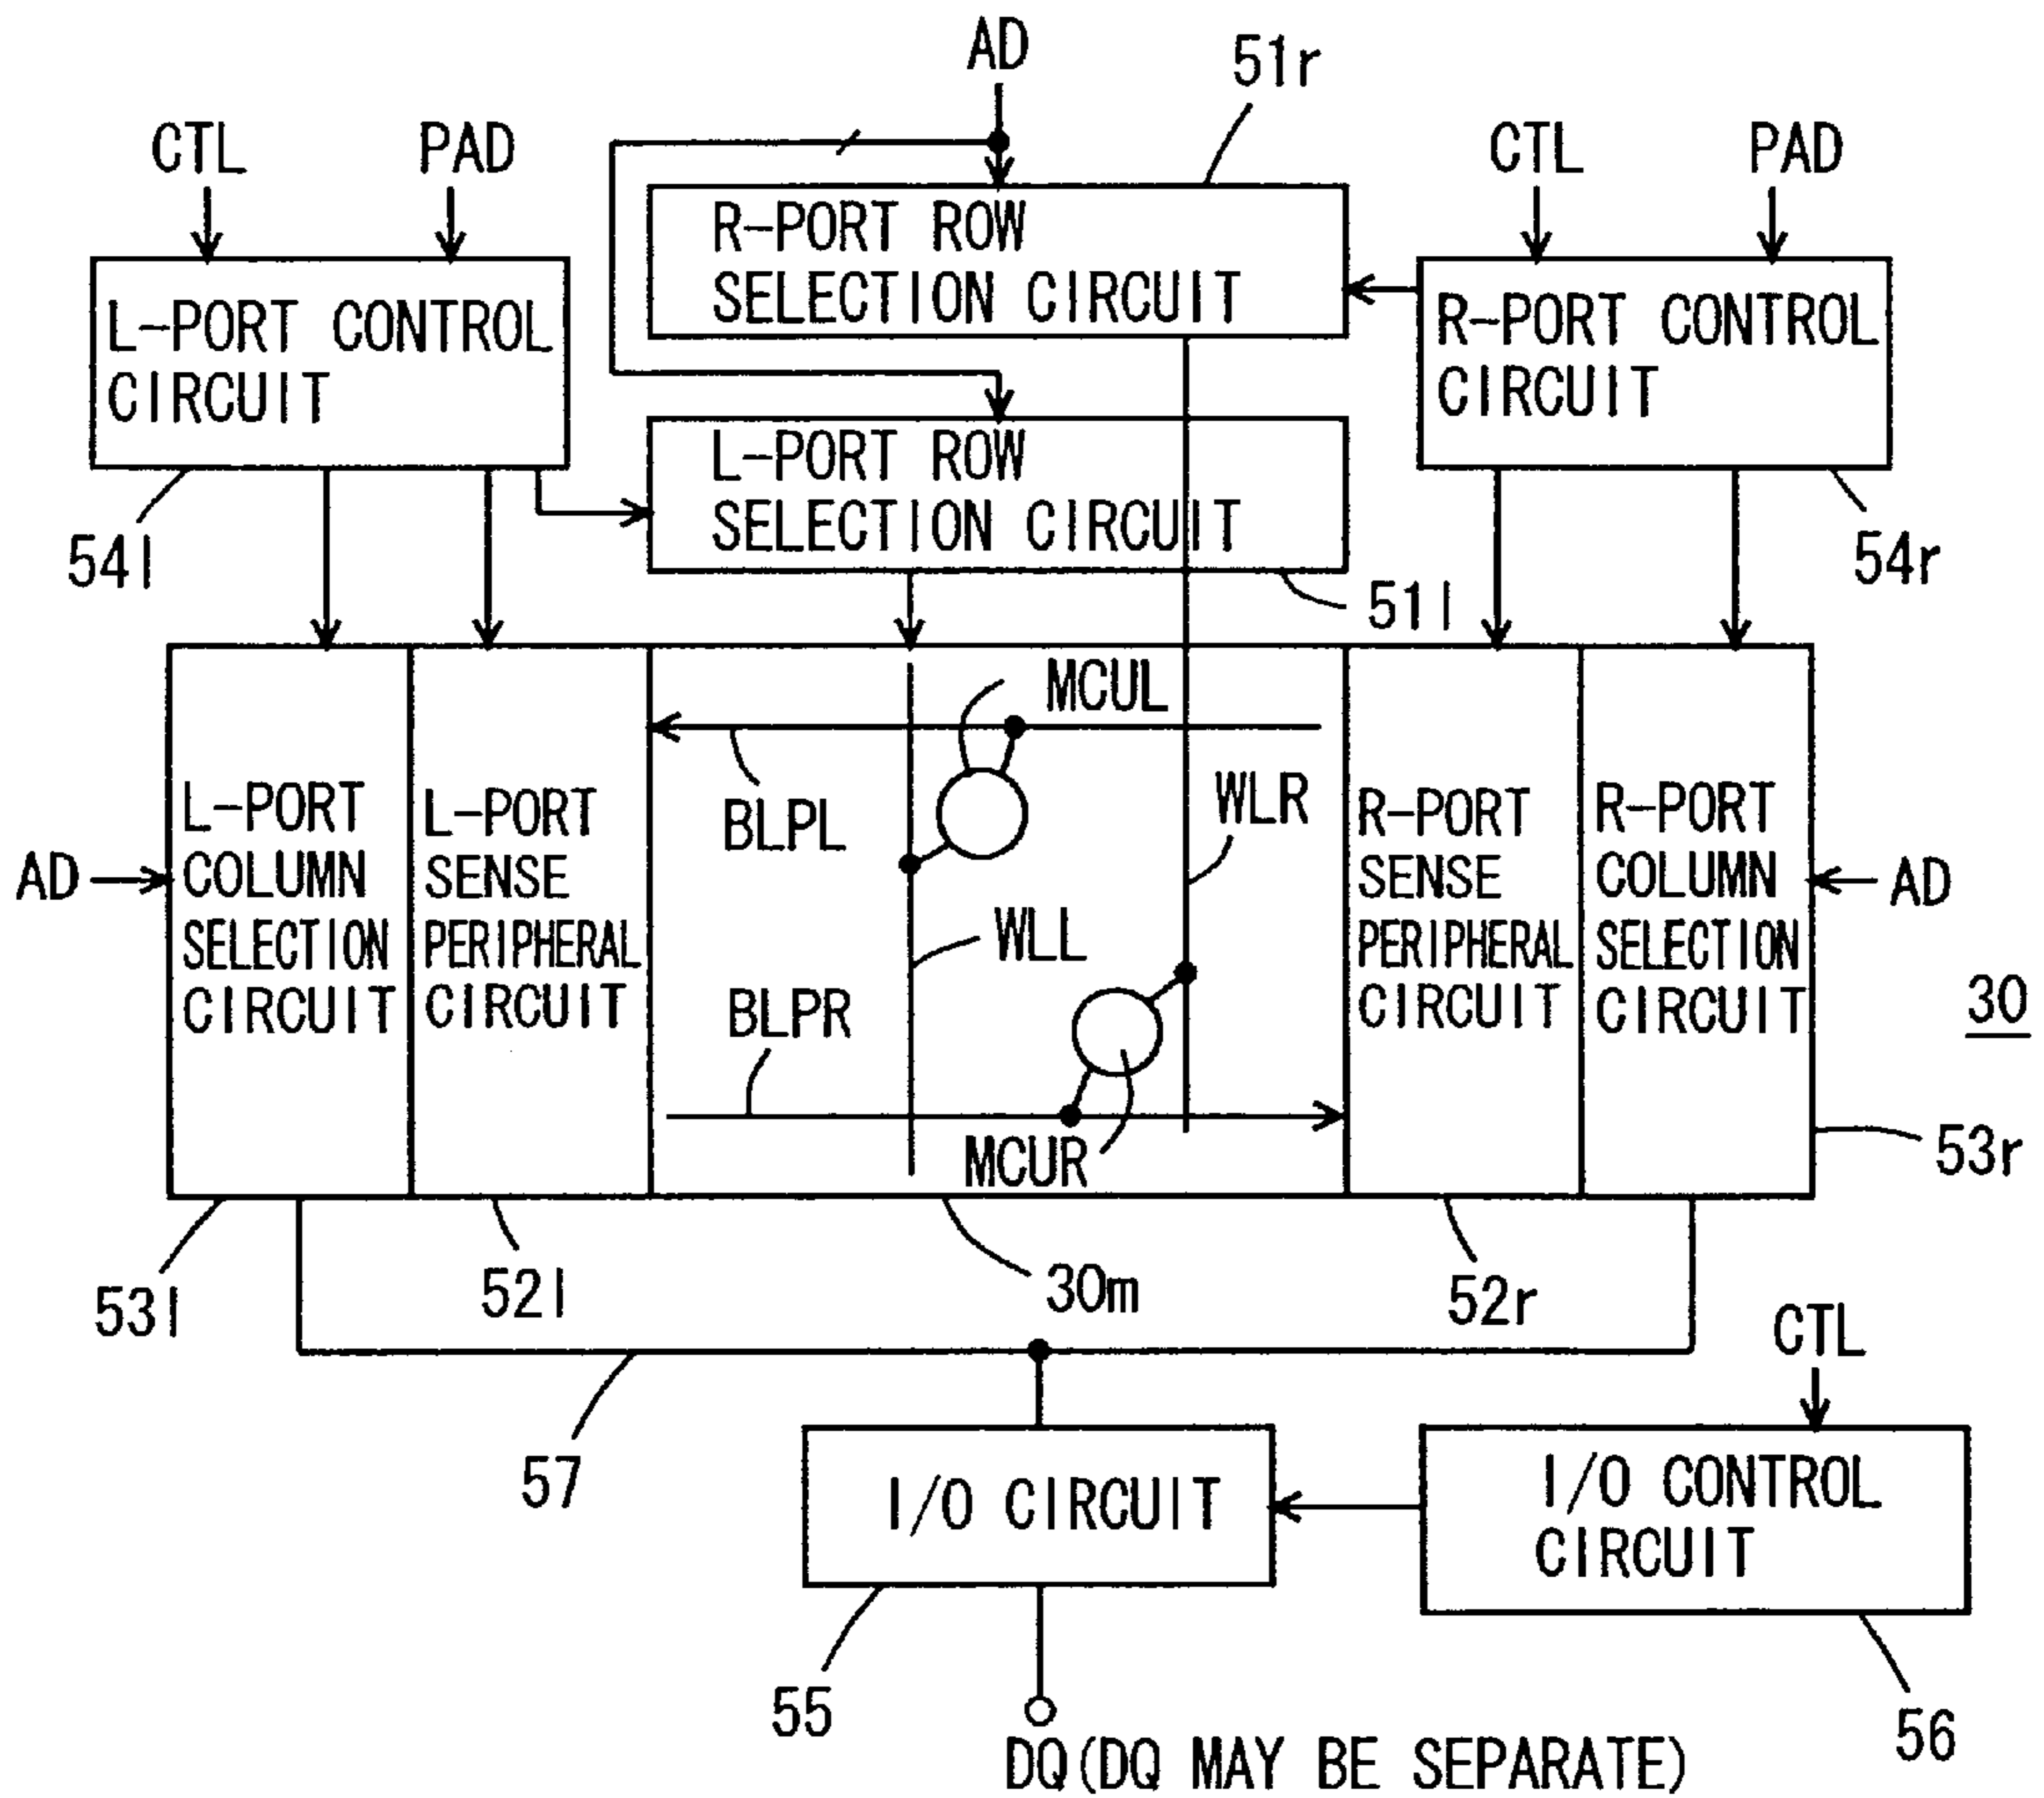 AD
51r
CTL
PAD
CTL
PAD
R-PORT ROW
SELECTION CIRCUIT
L-PORT CONTROL
CIRCUIT
R-PORT CONTROL
CIRCUIT
L-PORT ROW
SELECTION CIRCUIT
54l
54r
51l
MCUL
WLR
BLPL
L-PORT
COLUMN
SELECTION
CIRCUIT
L-PORT
SENSE
PERIPHERAL
CIRCUIT
R-PORT
SENSE
PERIPHERAL
CIRCUIT
R-PORT
COLUMN
SELECTION
CIRCUIT
AD
AD
WLL
BLPR
30
MCUR
53r
53l
52l
30m
52r
CTL
57
I/O CIRCUIT
I/O CONTROL
CIRCUIT
55
56
DQ(DQ MAY BE SEPARATE)